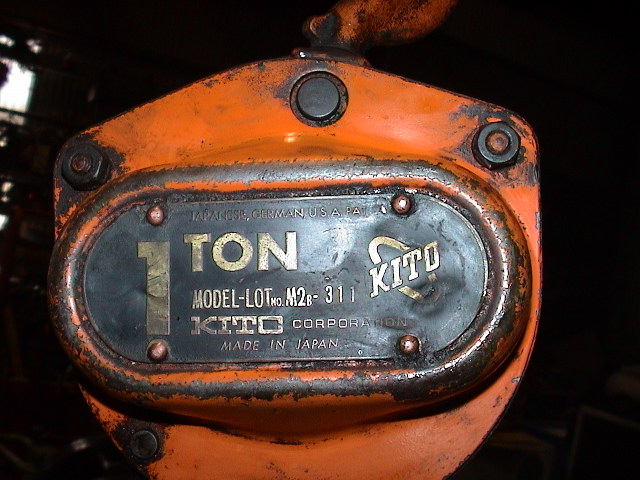 JAPANESE, GERMAN, U.S.A. PAT.
1 TON
KITO
MODEL-LOT NO. M2B-311
KITO CORPORATION
MADE IN JAPAN